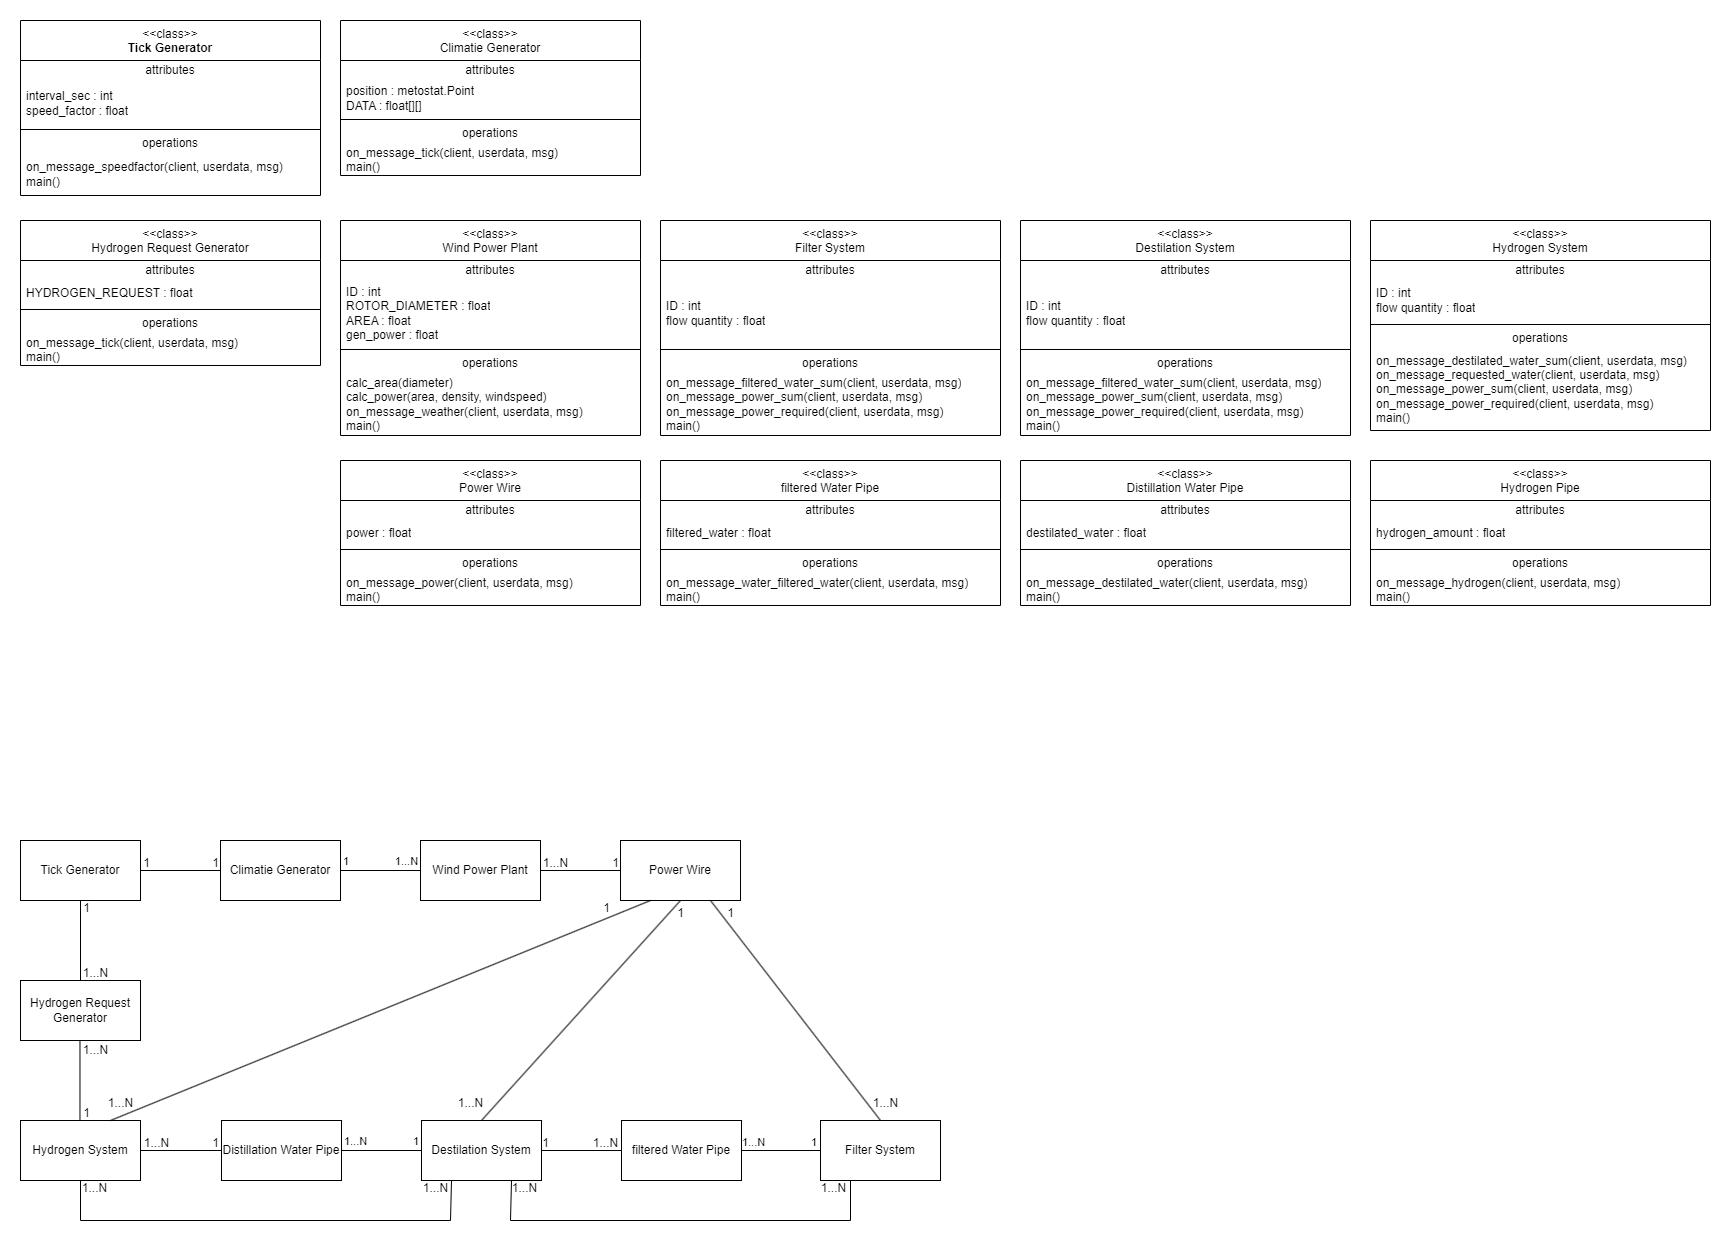 <<class>>
Tick Generator
attributes
interval_sec : int
speed_factor : float
operations
on_message_speedfactor(client, userdata, msg)
main()
<<class>>
Climatie Generator
attributes
position : metostat.Point
DATA : float[][]
operations
on_message_tick(client, userdata, msg)
main()
<<class>>
Hydrogen Request Generator
attributes
HYDROGEN_REQUEST : float
operations
on_message_tick(client, userdata, msg)
main()
<<class>>
Wind Power Plant
attributes
ID : int
ROTOR_DIAMETER : float
AREA : float
gen_power : float
operations
calc_area(diameter)
calc_power(area, density, windspeed)
on_message_weather(client, userdata, msg)
main()
<<class>>
Filter System
attributes
ID : int
flow quantity : float
operations
on_message_filtered_water_sum(client, userdata, msg)
on_message_power_sum(client, userdata, msg)
on_message_power_required(client, userdata, msg)
main()
<<class>>
Destilation System
attributes
ID : int
flow quantity : float
operations
on_message_filtered_water_sum(client, userdata, msg)
on_message_power_sum(client, userdata, msg)
on_message_power_required(client, userdata, msg)
main()
<<class>>
Hydrogen System
attributes
ID : int
flow quantity : float
operations
on_message_destilated_water_sum(client, userdata, msg)
on_message_requested_water(client, userdata, msg)
on_message_power_sum(client, userdata, msg)
on_message_power_required(client, userdata, msg)
main()
<<class>>
Power Wire
attributes
power : float
operations
on_message_power(client, userdata, msg)
main()
<<class>>
filtered Water Pipe
attributes
filtered_water : float
operations
on_message_water_filtered_water(client, userdata, msg)
main()
<<class>>
Distillation Water Pipe
attributes
destilated_water : float
operations
on_message_destilated_water(client, userdata, msg)
main()
<<class>>
Hydrogen Pipe
attributes
hydrogen_amount : float
operations
on_message_hydrogen(client, userdata, msg)
main()
Tick Generator
1
1
Climatie Generator
1
1...N
Wind Power Plant
1...N
1
Power Wire
1
1
1
1
1...N
Hydrogen Request
Generator
1...N
1
1...N
1...N
1...N
Hydrogen System
1...N
1
Distillation Water Pipe
1...N
1
Destilation System
1
1...N
filtered Water Pipe
1...N
1
Filter System
1...N
1...N
1...N
1...N